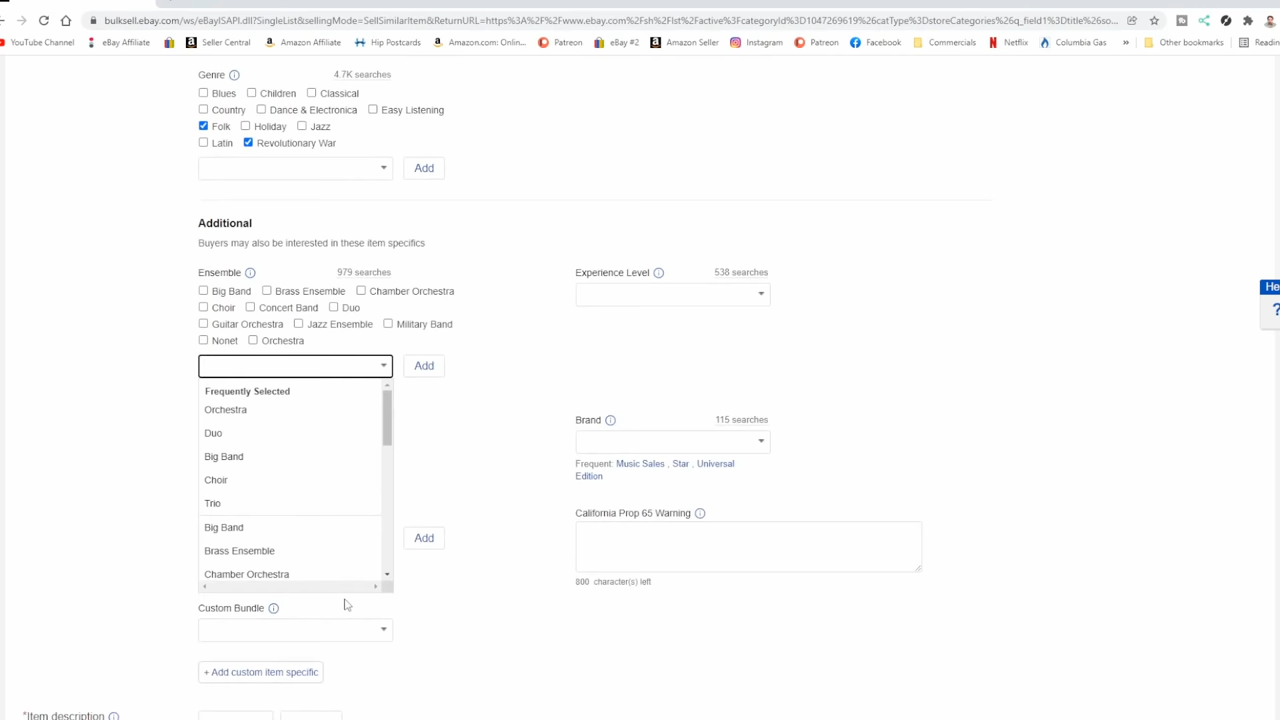 bulksell.ebay.com/ws/eBayISAPI.dll?SingleList&sellingMode=SellSimilarItem&ReturnURL=https%3A%2F%2Fwww.ebay.com%2Fsh%2Flst%2Factive%3FcategoryId%3D1047269619%26catType%3DstoreCategories%26q_field1%3Dtitle%26so...
YouTube Channel eBay Affiliate Seller Central Amazon Affiliate Hip Postcards Amazon.com: Onlin... Patreon eBay #2 Amazon Seller Instagram Patreon Facebook Commercials Netflix Columbia Gas » Other bookmarks Readin
Genre 4.7K searches
Blues Children Classical
Country Dance & Electronica Easy Listening
Folk Holiday Jazz
Latin Revolutionary War
Add
Additional
Buyers may also be interested in these item specifics
Ensemble 979 searches Experience Level 538 searches
Big Band Brass Ensemble Chamber Orchestra
Choir Concert Band Duo
Guitar Orchestra Jazz Ensemble Military Band
Nonet Orchestra
Add
Frequently Selected
Orchestra
Duo
Big Band
Choir
Trio
Big Band
Brass Ensemble
Chamber Orchestra
Brand 115 searches
Frequent: Music Sales , Star , Universal
Edition
California Prop 65 Warning
Add
800 character(s) left
Custom Bundle
+ Add custom item specific
*Item description
He
?